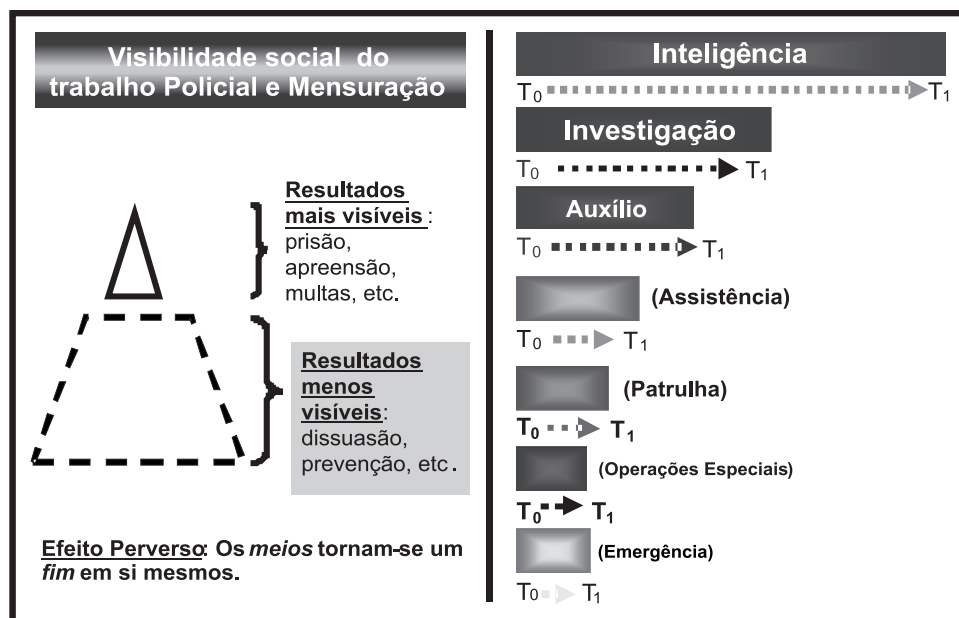 Visibilidade social do
trabalho Policial e Mensuração
Resultados
mais visíveis:
prisão,
apreensão,
multas, etc.
Resultados
menos
visíveis:
dissuasão,
prevenção, etc.
Efeito Perverso: Os meios tornam-se um
fim em si mesmos.
Inteligência
T0 T1
Investigação
T0 T1
Auxílio
T0 T1
(Assistência)
T0 T1
(Patrulha)
T0 T1
(Operações Especiais)
T0 T1
(Emergência)
T0 T1